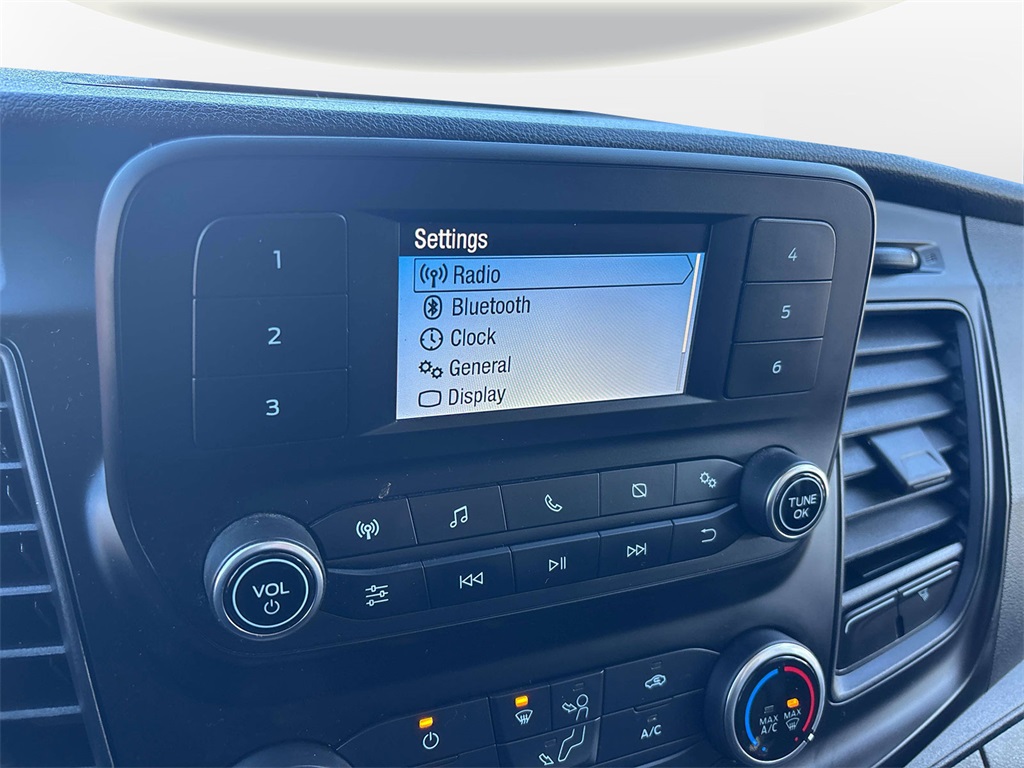 Settings
Radio
Bluetooth
Clock
General
Display
1
2
3
4
5
6
VOL
TUNE
OK
A/C
MAX
A/C
MAX